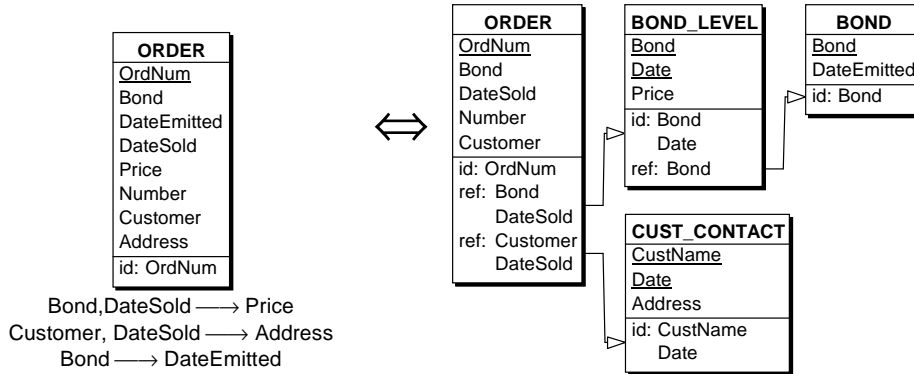 ORDER
OrdNum
Bond
DateEmitted
DateSold
Price
Number
Customer
Address
id: OrdNum
Bond,DateSold ⟶ Price
Customer, DateSold ⟶ Address
Bond ⟶ DateEmitted
⇔
ORDER
OrdNum
Bond
DateSold
Number
Customer
id: OrdNum
ref: Bond
DateSold
ref: Customer
DateSold
BOND_LEVEL
Bond
Date
Price
id: Bond
Date
ref: Bond
BOND
Bond
DateEmitted
id: Bond
CUST_CONTACT
CustName
Date
Address
id: CustName
Date